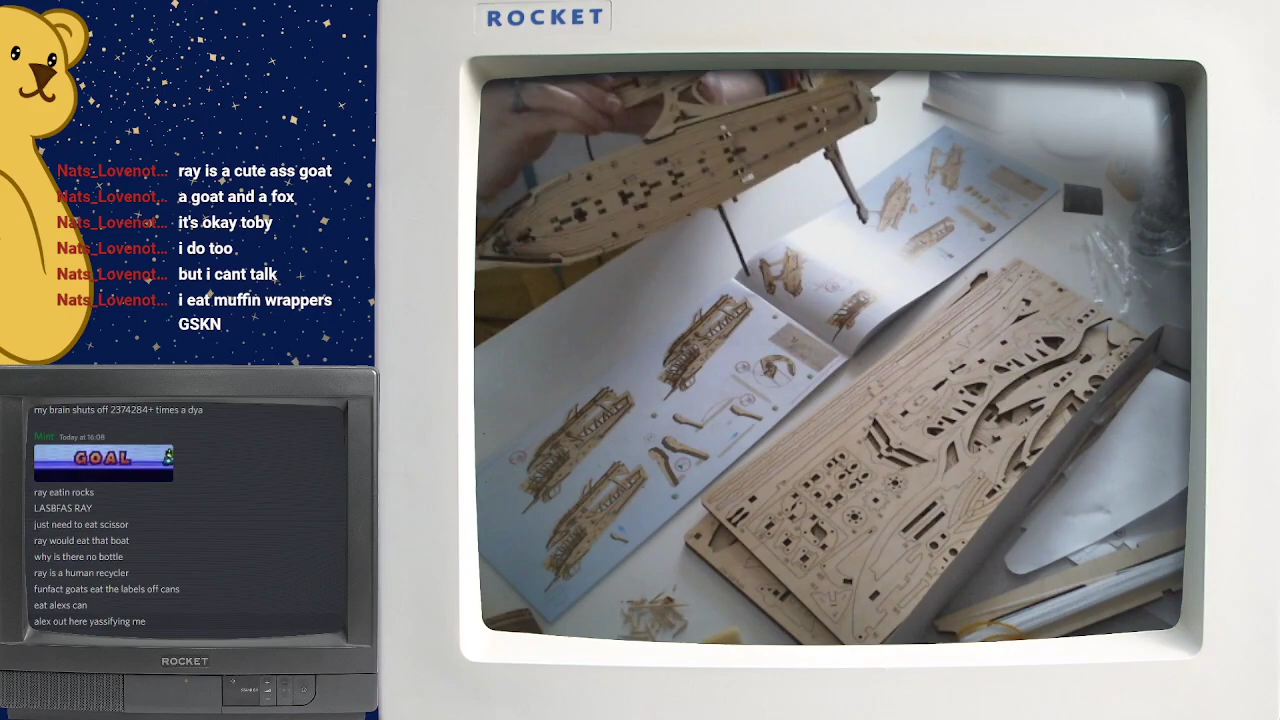 ROCKET
Nats_Lovenot... ray is a cute ass goat
Nats_Lovenot... a goat and a fox
Nats_Lovenot... it's okay toby
Nats_Lovenot... i do too
Nats_Lovenot... but i cant talk
Nats_Lovenot... i eat muffin wrappers
GSKN
my brain shuts off 2374284+ times a dya
Mint Today at 16:08
GOAL
ray eatin rocks
LASBFAS RAY
just need to eat scissor
ray would eat that boat
why is there no bottle
ray is a human recycler
funfact goats eat the labels off cans
eat alexs can
alex out here yassifying me
ROCKET